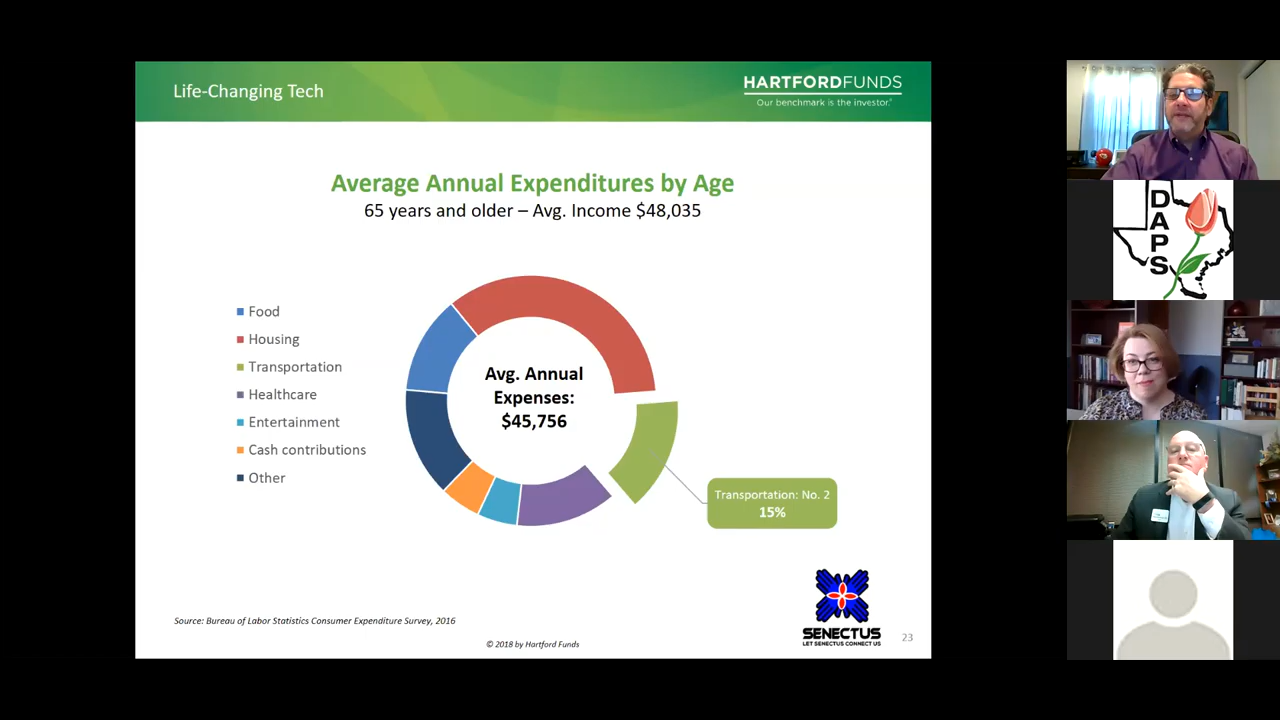 Life-Changing Tech
HARTFORDFUNDS
Our benchmark is the investor.®
Average Annual Expenditures by Age
65 years and older – Avg. Income $48,035
Food
Housing
Transportation
Healthcare
Entertainment
Cash contributions
Other
Avg. Annual
Expenses:
$45,756
Transportation: No. 2
15%
SENECTUS
LET SENECTUS CONNECT US
Source: Bureau of Labor Statistics Consumer Expenditure Survey, 2016
© 2018 by Hartford Funds
23
D
A
P
S